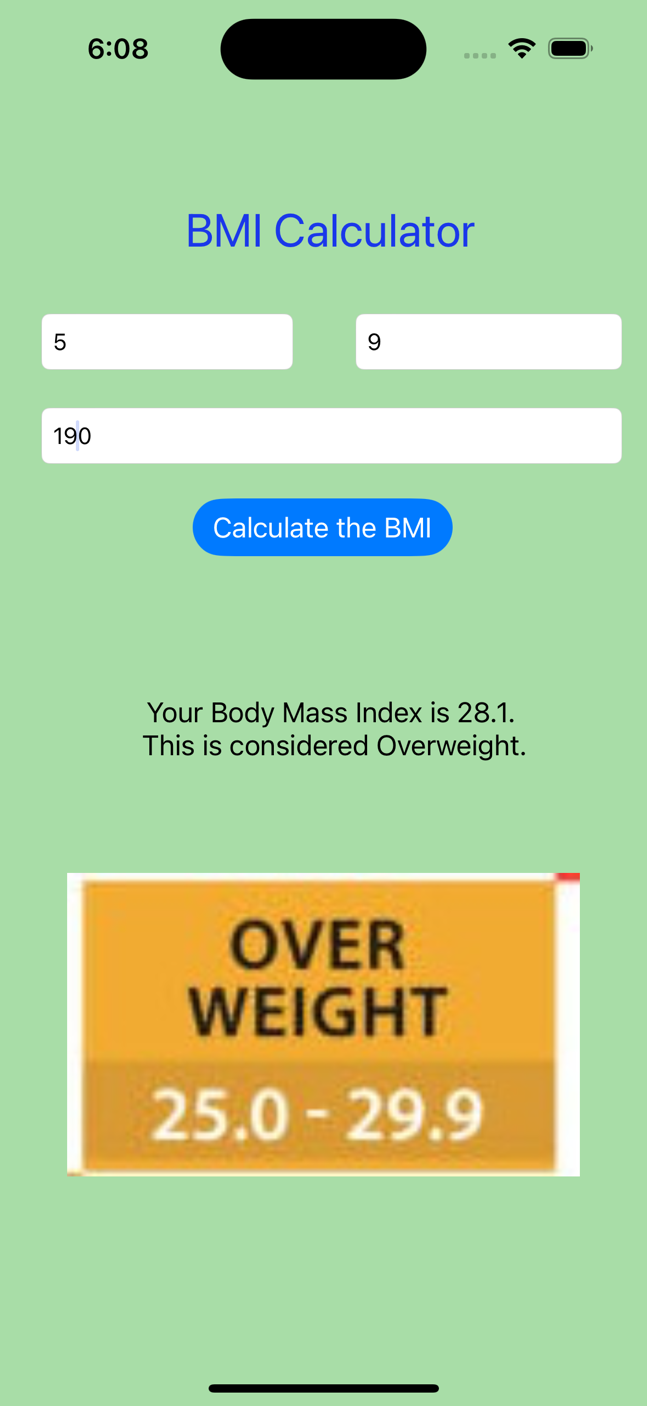 6:08
BMI Calculator
5
9
190
Calculate the BMI
Your Body Mass Index is 28.1.
This is considered Overweight.
OVER
WEIGHT
25.0 - 29.9